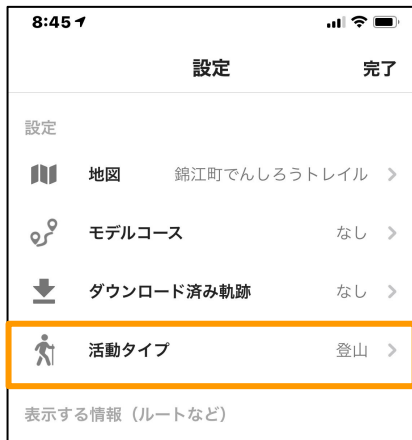 8:45
設定 完了
設定
地図 錦江町でんしろうトレイル
モデルコース なし
ダウンロード済み軌跡 なし
活動タイプ 登山
表示する情報（ルートなど）